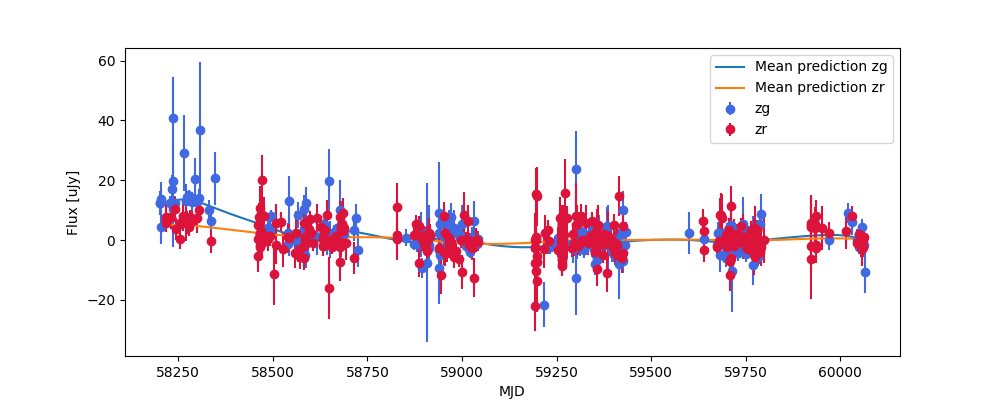 60
40
20
0
−20
Flux [uJy]
58250
58500
58750
59000
59250
59500
59750
60000
MJD
Mean prediction zg
Mean prediction zr
zg
zr